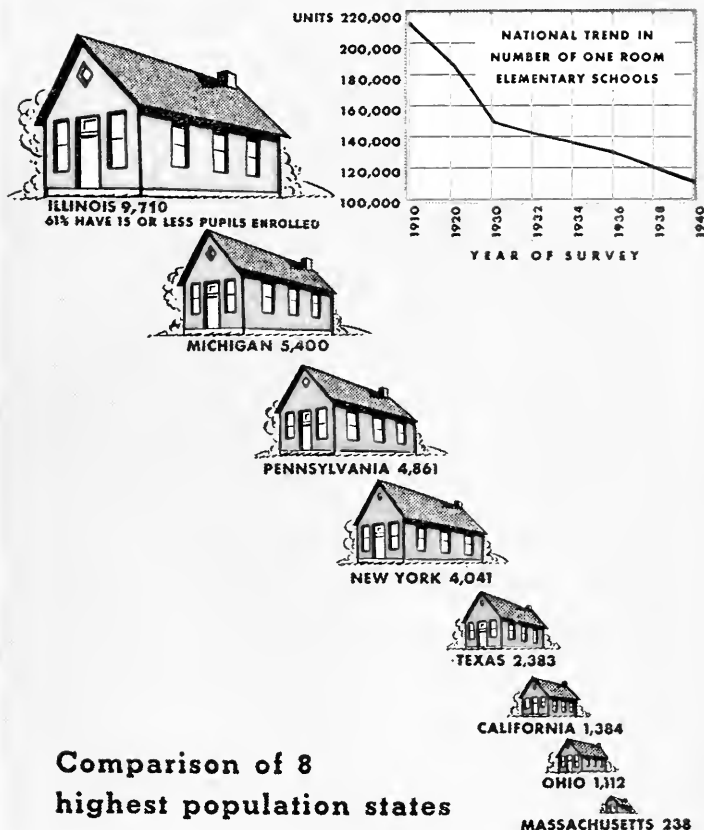 UNITS 220,000
200,000
180,000
160,000
140,000
120,000
100,000
NATIONAL TREND IN
NUMBER OF ONE ROOM
ELEMENTARY SCHOOLS
1910
1920
1930
1932
1934
1936
1938
1940
YEAR OF SURVEY
ILLINOIS 9,710
61% HAVE 15 OR LESS PUPILS ENROLLED
MICHIGAN 5,400
PENNSYLVANIA 4,861
NEW YORK 4,041
TEXAS 2,383
CALIFORNIA 1,384
OHIO 1,112
MASSACHUSETTS 238
Comparison of 8
highest population states